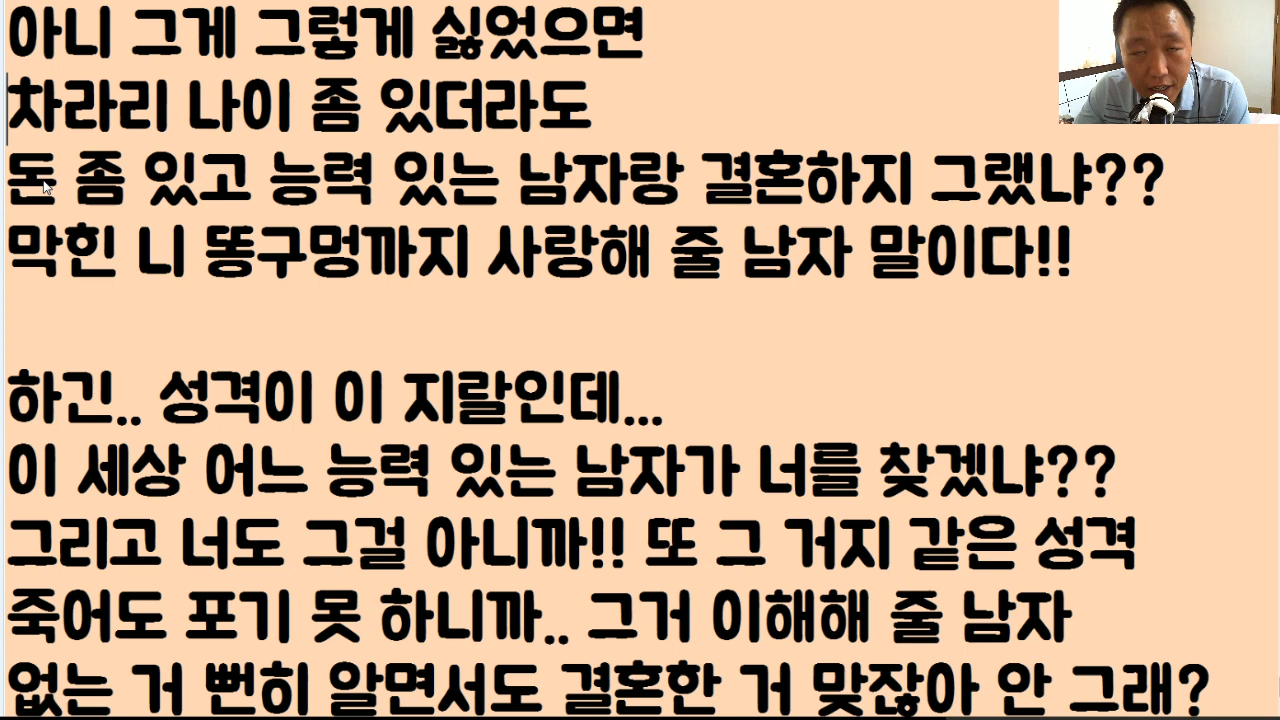 아니 그게 그렇게 싫었으면
차라리 나이 좀 있더라도
돈 좀 있고 능력 있는 남자랑 결혼하지 그랬냐??
막힌 니 똥구멍까지 사랑해 줄 남자 말이다!!
하긴.. 성격이 이 지랄인데...
이 세상 어느 능력 있는 남자가 너를 찾겠냐??
그리고 너도 그걸 아니까!! 또 그 거지 같은 성격
죽어도 포기 못 하니까.. 그거 이해해 줄 남자
없는 거 뻔히 알면서도 결혼한 거 맞잖아 안 그래?